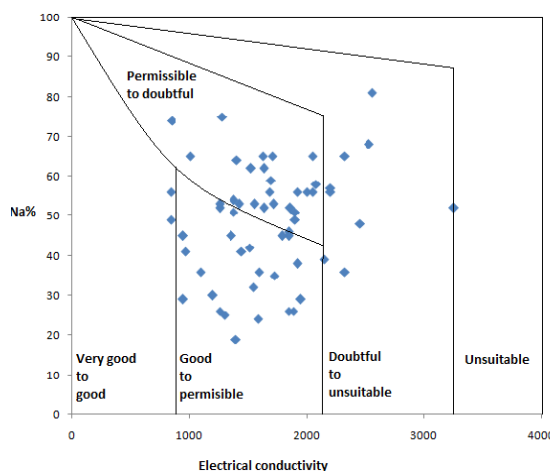 100
90
80
70
60
50
40
30
20
10
0
Na%
Permissible
to doubtful
Very good
to
good
Good
to
permisible
Doubtful
to
unsuitable
Unsuitable
0
1000
2000
3000
4000
Electrical conductivity